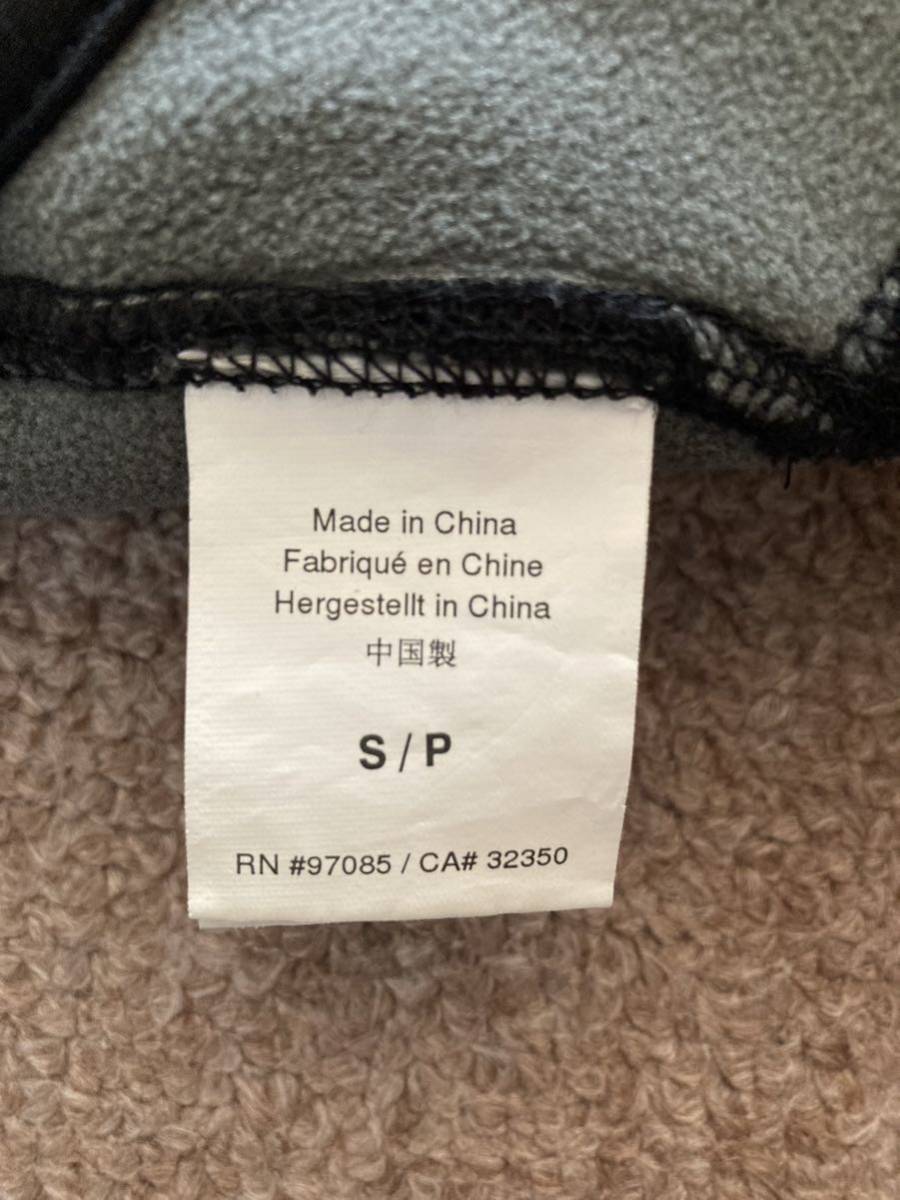 Made in China
Fabriqué en Chine
Hergestellt in China
中国製
S / P
RN #97085 / CA# 32350